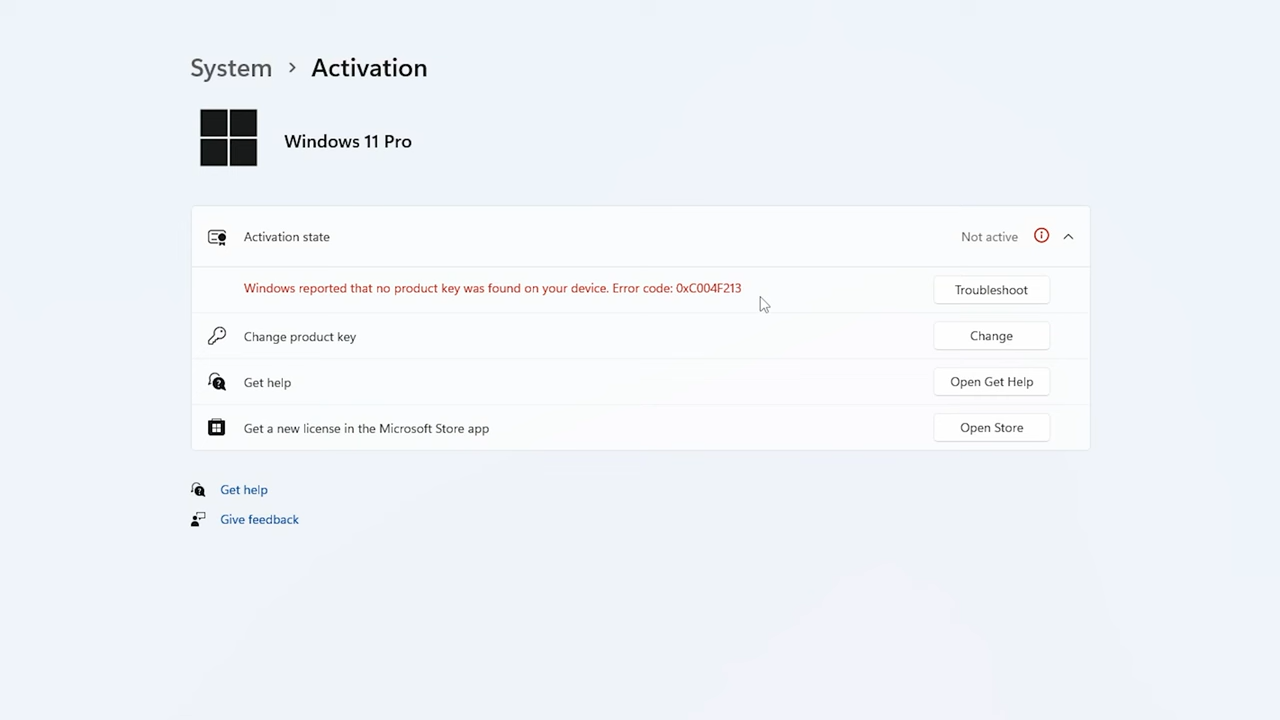 System > Activation
Windows 11 Pro
Activation state
Not active
Windows reported that no product key was found on your device. Error code: 0xC004F213
Troubleshoot
Change product key
Change
Get help
Open Get Help
Get a new license in the Microsoft Store app
Open Store
Get help
Give feedback